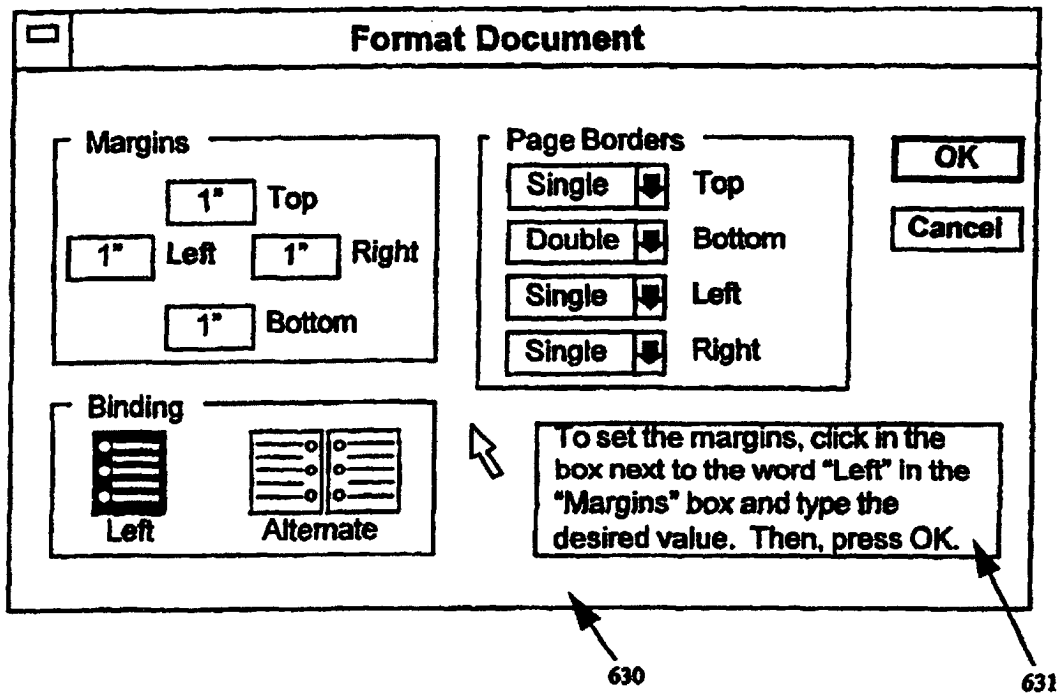 Format Document
Margins
1" Top
1" Left 1" Right
1" Bottom
Page Borders
Single Top
Double Bottom
Single Left
Single Right
OK
Cancel
Binding
Left
Alternate
To set the margins, click in the
box next to the word "Left" in the
"Margins" box and type the
desired value. Then, press OK.
630
631